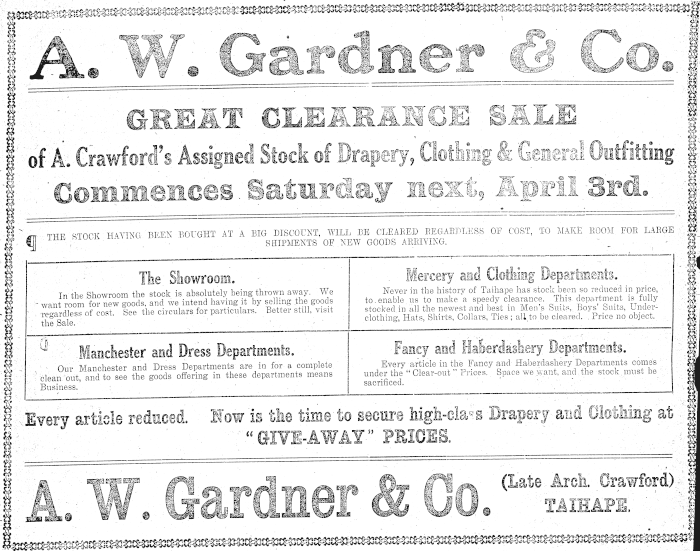 A. W. Gardner & Co.
GREAT CLEARANCE SALE
of A. Crawford's Assigned Stock of Drapery, Clothing & General Outfitting
Commences Saturday next, April 3rd.
¶ THE STOCK HAVING BEEN BOUGHT AT A BIG DISCOUNT, WILL BE CLEARED REGARDLESS OF COST, TO MAKE ROOM FOR LARGE
SHIPMENTS OF NEW GOODS ARRIVING.
The Showroom.
In the Showroom the stock is absolutely being thrown away. We
want room for new goods, and we intend having it by selling the goods
regardless of cost. See the circulars for particulars. Better still, visit
the Sale.
Mercery and Clothing Departments.
Never in the history of Taihape has stock been so reduced in price,
to enable us to make a speedy clearance. This department is fully
stocked in all the newest and best in Men's Suits, Boys' Suits, Under-
clothing, Hats, Shirts, Collars, Ties; all to be cleared. Price no object.
Manchester and Dress Departments.
Our Manchester and Dress Departments are in for a complete
clean out, and to see the goods offering in these departments means
Business.
Fancy and Haberdashery Departments.
Every article in the Fancy and Haberdashery Departments comes
under the "Clear-out" Prices. Space we want, and the stock must be
sacrificed.
Every article reduced. Now is the time to secure high-class Drapery and Clothing at
"GIVE-AWAY" PRICES.
A. W. Gardner & Co.
(Late Arch. Crawford)
TAIHAPE.